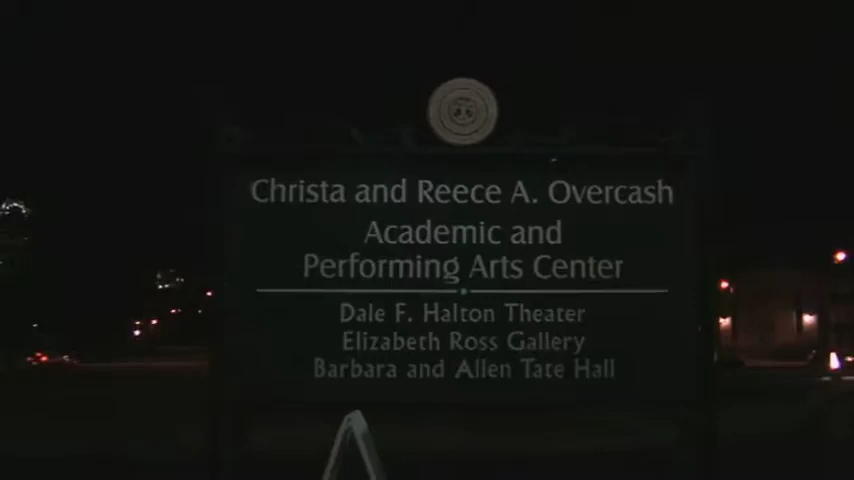 Christa and Reece A. Overcash
Academic and
Performing Arts Center
Dale F. Halton Theater
Elizabeth Ross Gallery
Barbara and Allen Tate Hall